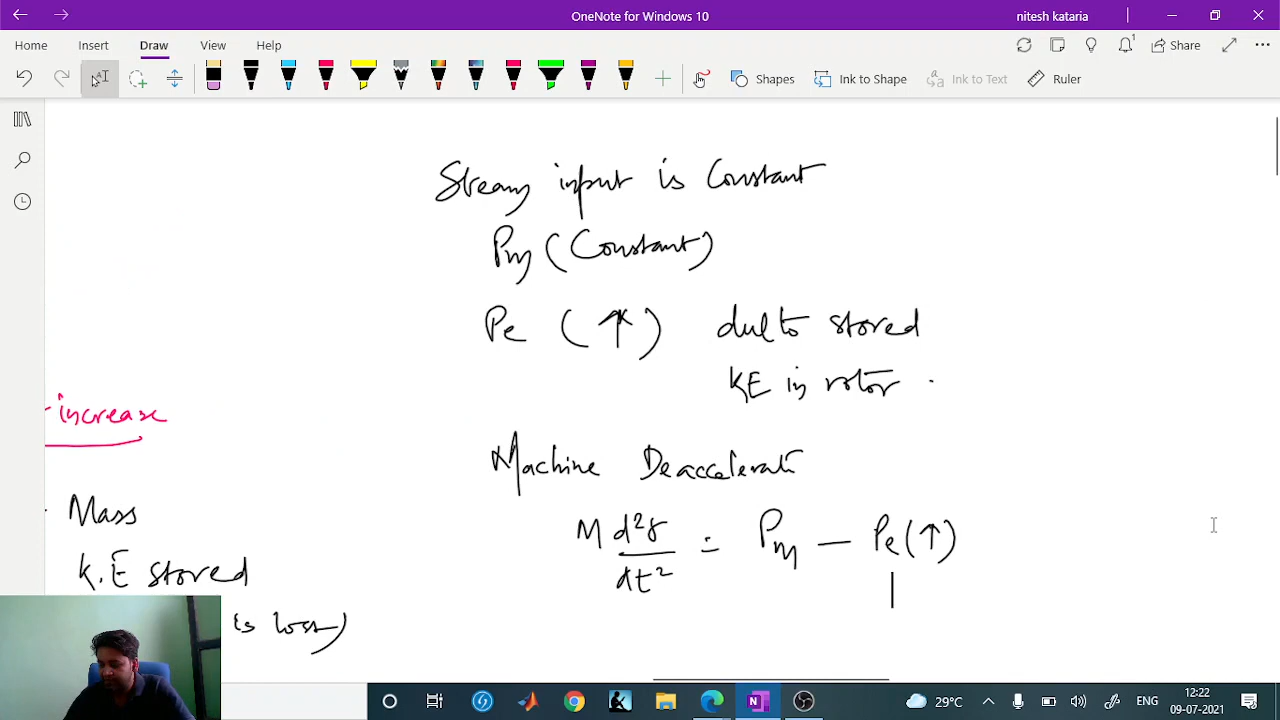 OneNote for Windows 10
nitesh kataria
Home Insert Draw View Help
Share
Shapes
Ink to Shape
Ink to Text
Ruler
Steam input is Constant
Pm (Constant)
Pe (↑) due to stored
KE in rotor .
increase
Machine Deaccelerate
Mass
M d²δ/dt² = Pm − Pe(↑)
K.E stored
is loss)
29°C
ENG
12:22
09-07-2021